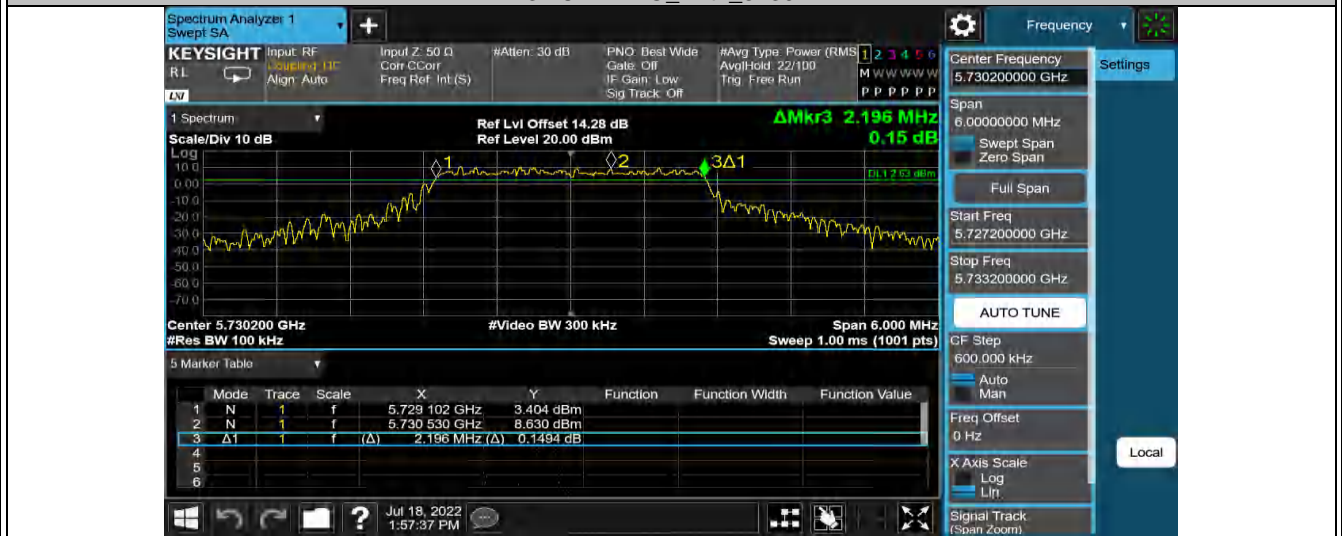 Spectrum Analyzer 1
Swept SA
+
Frequency
KEYSIGHT
RL
LXI
Input: RF
Align: Auto
Input Z: 50 Ω
Corr CCorr
Freq Ref: Int (S)
#Atten: 30 dB
PNO: Best Wide
Gate: Off
IF Gain: Low
Sig Track: Off
#Avg Type: Power (RMS
Avg|Hold: 22/100
Trig: Free Run
1 2 3 4 5 6
M W W W W W
P P P P P P
Center Frequency
5.730200000 GHz
Settings
Span
6.00000000 MHz
Swept Span
Zero Span
Full Span
Start Freq
5.727200000 GHz
Stop Freq
5.733200000 GHz
AUTO TUNE
CF Step
600.000 kHz
Auto
Man
Freq Offset
0 Hz
X Axis Scale
Log
Lin
Signal Track
(Span Zoom)
Local
1 Spectrum
Scale/Div 10 dB
Ref Lvl Offset 14.28 dB
Ref Level 20.00 dBm
ΔMkr3 2.196 MHz
0.15 dB
Log
10.0
0.00
-10.0
-20.0
-30.0
-40.0
-50.0
-60.0
-70.0
1
2
3Δ1
DL1 2.63 dBm
Center 5.730200 GHz
#Res BW 100 kHz
#Video BW 300 kHz
Span 6.000 MHz
Sweep 1.00 ms (1001 pts)
5 Marker Table
Mode Trace Scale X Y Function Function Width Function Value
1 N 1 f 5.729 102 GHz 3.404 dBm
2 N 1 f 5.730 530 GHz 8.630 dBm
3 Δ1 1 f (Δ) 2.196 MHz (Δ) 0.1494 dB
4
5
6
?
Jul 18, 2022
1:57:37 PM